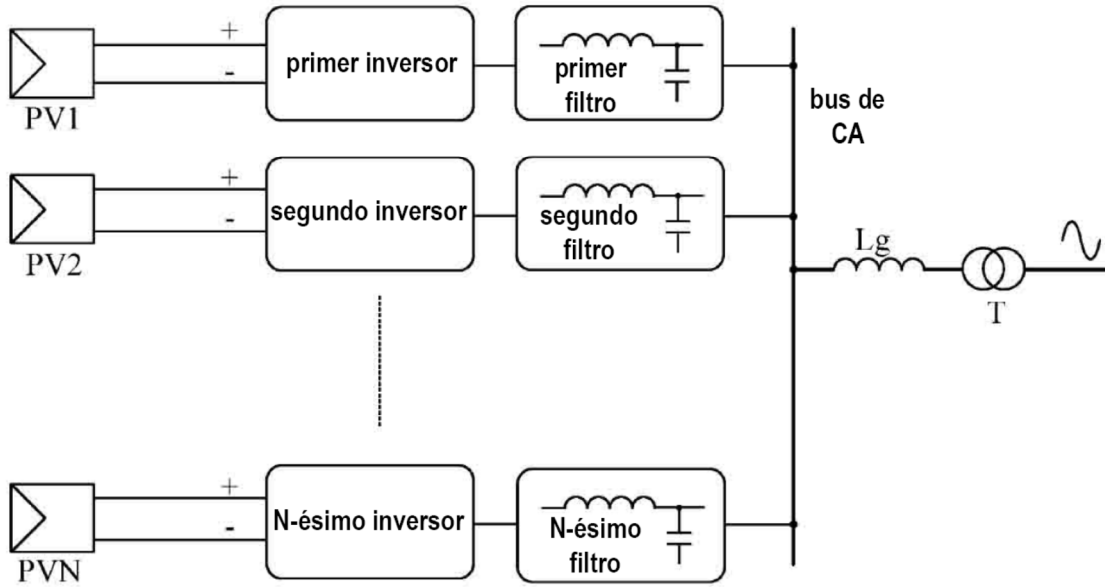 +
-
PV1
primer inversor
primer
filtro
bus de
CA
+
-
PV2
segundo inversor
segundo
filtro
Lg
T
+
-
PVN
N-ésimo inversor
N-ésimo
filtro